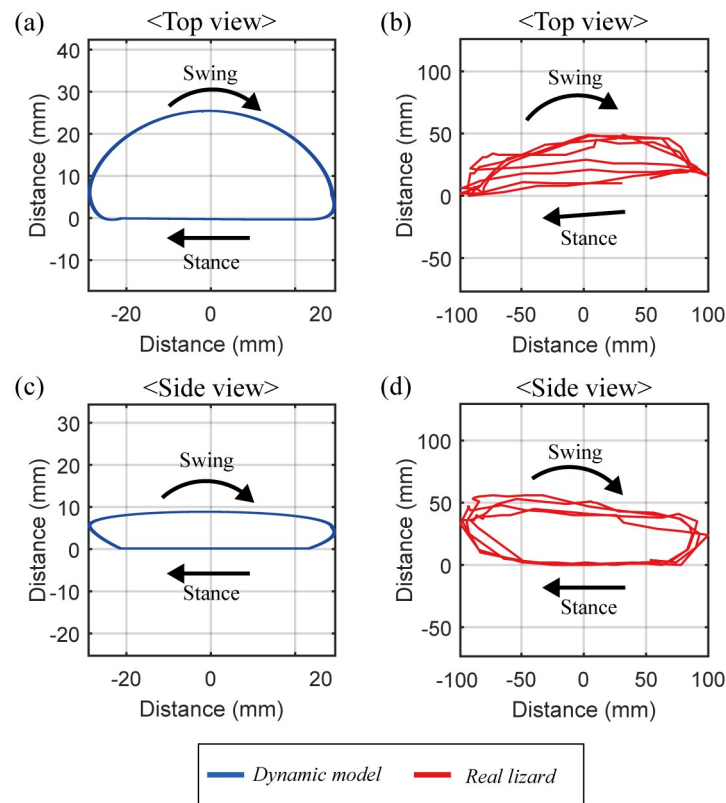 (a)
<Top view>
Swing
Stance
40
30
20
10
0
-10
-20
0
20
Distance (mm)
Distance (mm)
(b)
<Top view>
Swing
Stance
100
50
0
-50
-100
-50
0
50
100
Distance (mm)
Distance (mm)
(c)
<Side view>
Swing
Stance
30
20
10
0
-10
-20
-20
0
20
Distance (mm)
Distance (mm)
(d)
<Side view>
Swing
Stance
100
50
0
-50
-100
-50
0
50
100
Distance (mm)
Distance (mm)
Dynamic model
Real lizard